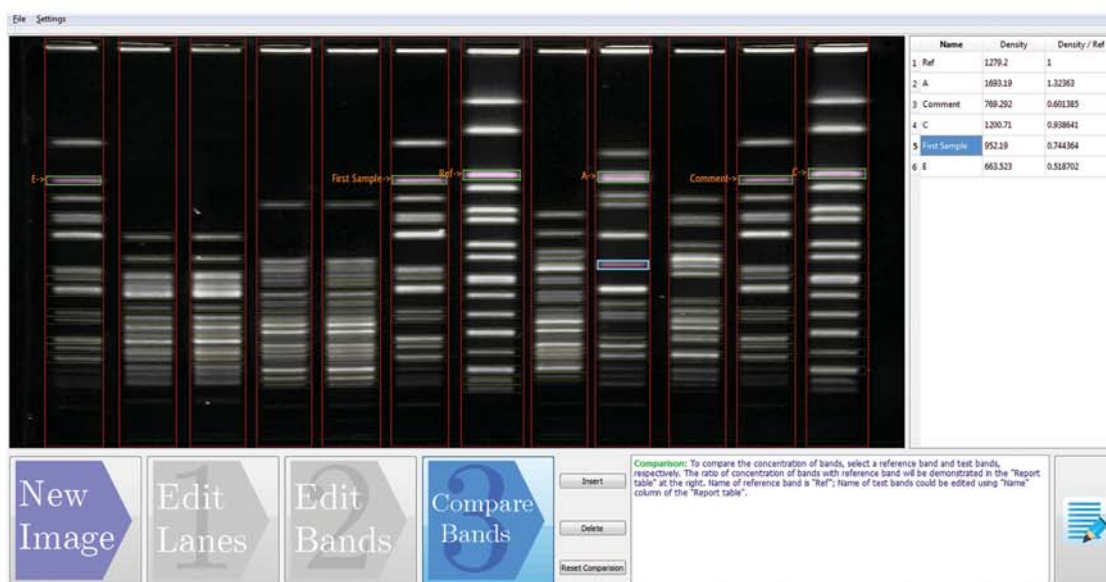 File Settings
Name Density Density / Ref
1 Ref 1279.2 1
2 A 1693.19 1.32363
3 Comment 769.292 0.601385
4 C 1200.71 0.938641
5 First Sample 952.19 0.744364
6 E 663.523 0.518702
E-> First Sample-> Ref-> A-> Comment-> C->
New Image
1 Edit Lanes
2 Edit Bands
3 Compare Bands
Insert
Delete
Reset Comparision
Comparison: To compare the concentration of bands, select a reference band and test bands,
respectively. The ratio of concentration of bands with reference band will be demonstrated in the "Report
table" at the right. Name of reference band is "Ref"; Name of test bands could be edited using "Name"
column of the "Report table".